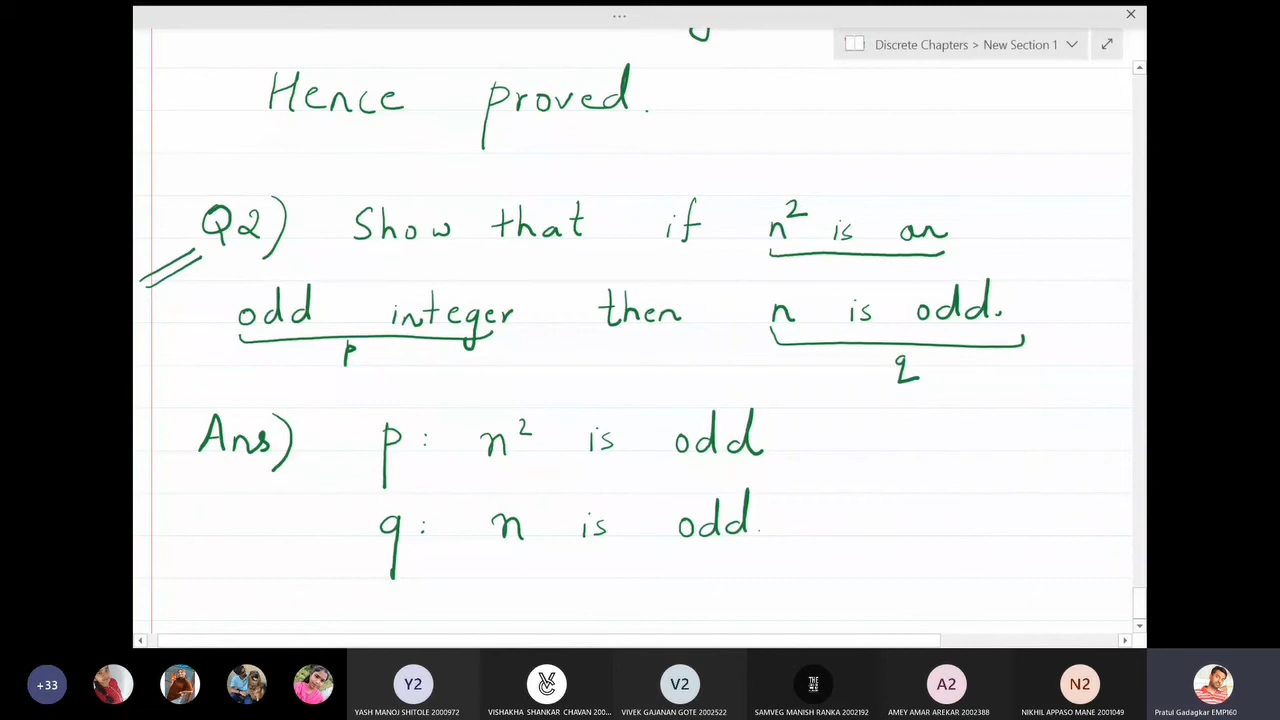 Discrete Chapters > New Section 1
Hence proved.
Q2) Show that if n² is an
odd integer then n is odd.
p
q
Ans) p: n² is odd
q: n is odd.
+33
Y2
V2
A2
N2
YASH MANOJ SHITOLE 2000972
VISHAKHA SHANKAR CHAVAN 200...
VIVEK GAJANAN GOTE 2002522
SAMVEG MANISH RANKA 2002192
AMEY AMAR AREKAR 2002388
NIKHIL APPASO MANE 2001049
Pratul Gadagkar EMP160